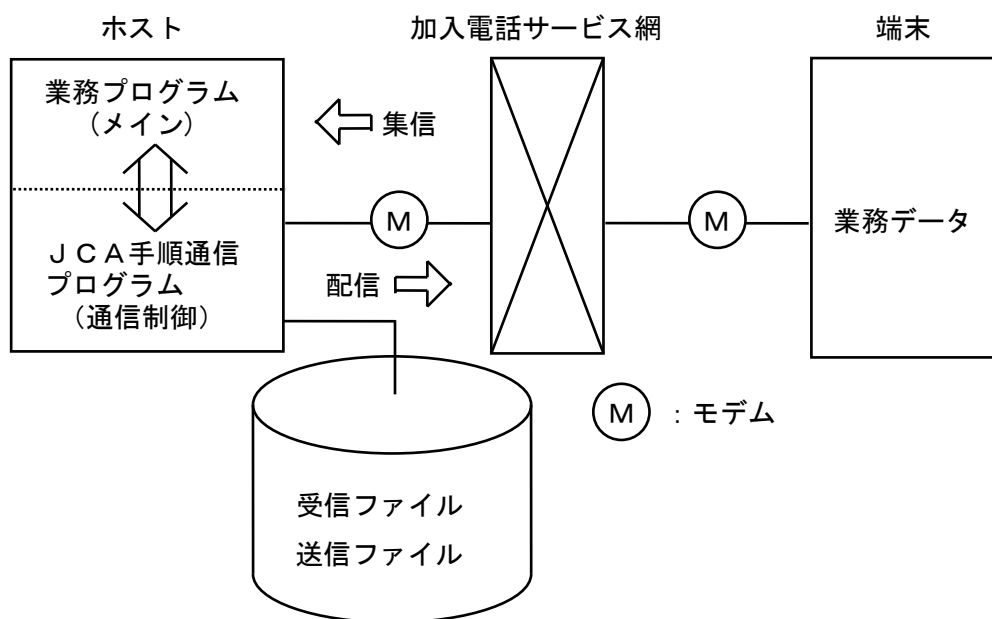 ホスト
加入電話サービス網
端末
業務プログラム
(メイン)
集信
M
M
業務データ
JCA手順通信
プログラム
(通信制御)
配信
M
:モデム
受信ファイル
送信ファイル